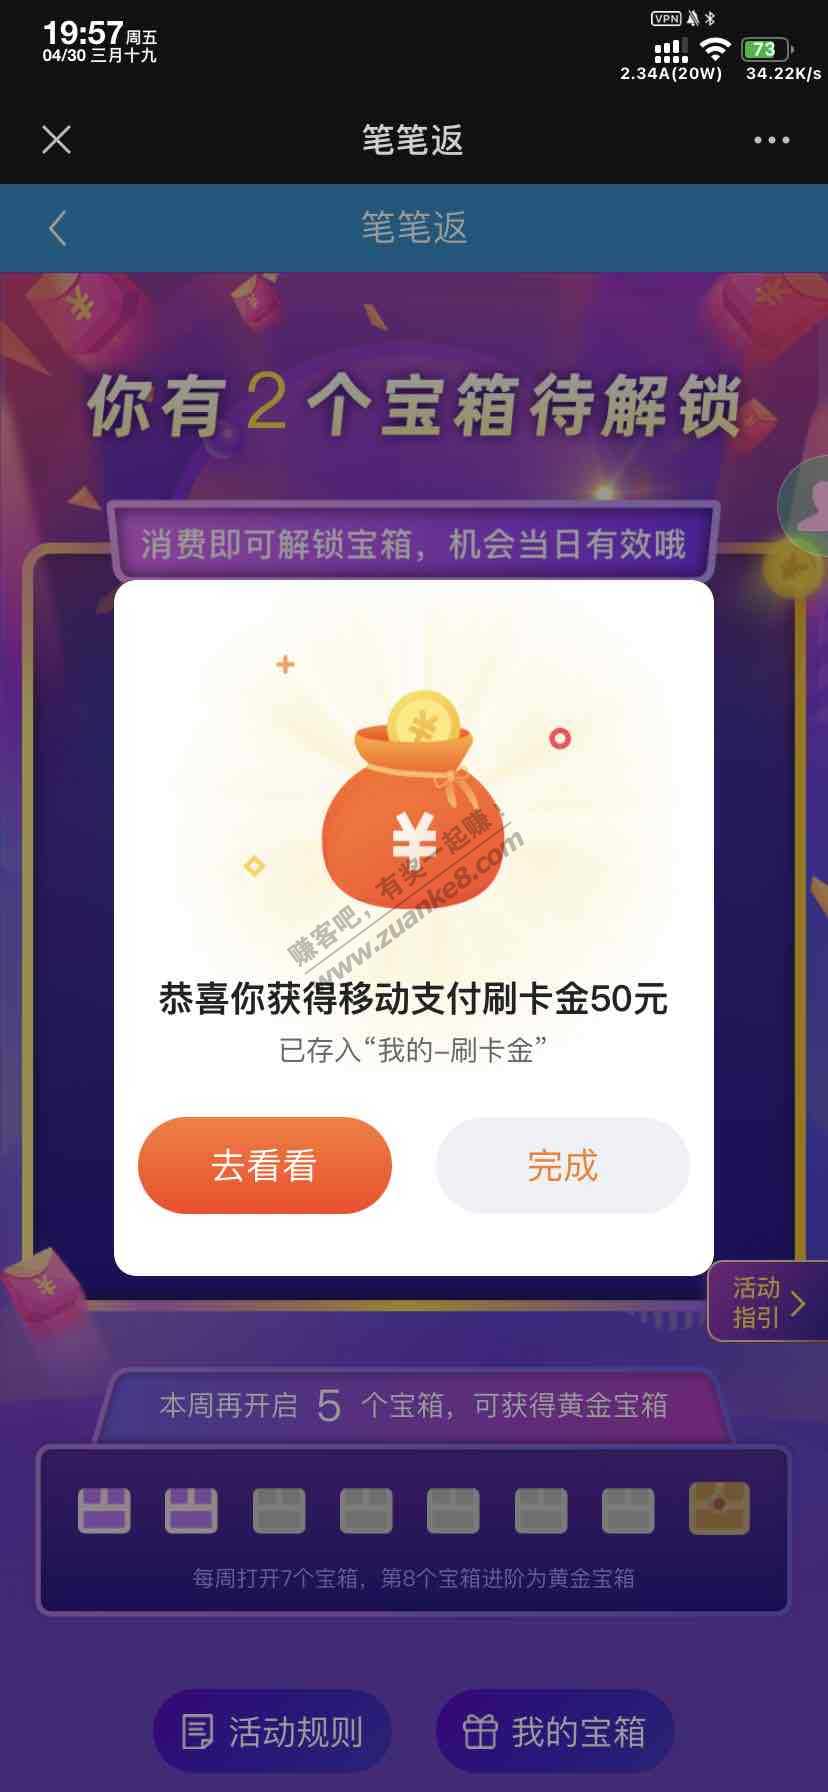 19:57周五
04/30 三月十九
VPN
73
2.34A(20W) 34.22K/s
笔笔返
笔笔返
你有2个宝箱待解锁
消费即可解锁宝箱，机会当日有效哦
赚客吧，有奖一起赚！
www.zuanke8.com
恭喜你获得移动支付刷卡金50元
已存入“我的-刷卡金”
去看看
完成
活动
指引
本周再开启 5 个宝箱，可获得黄金宝箱
每周打开7个宝箱，第8个宝箱进阶为黄金宝箱
活动规则
我的宝箱